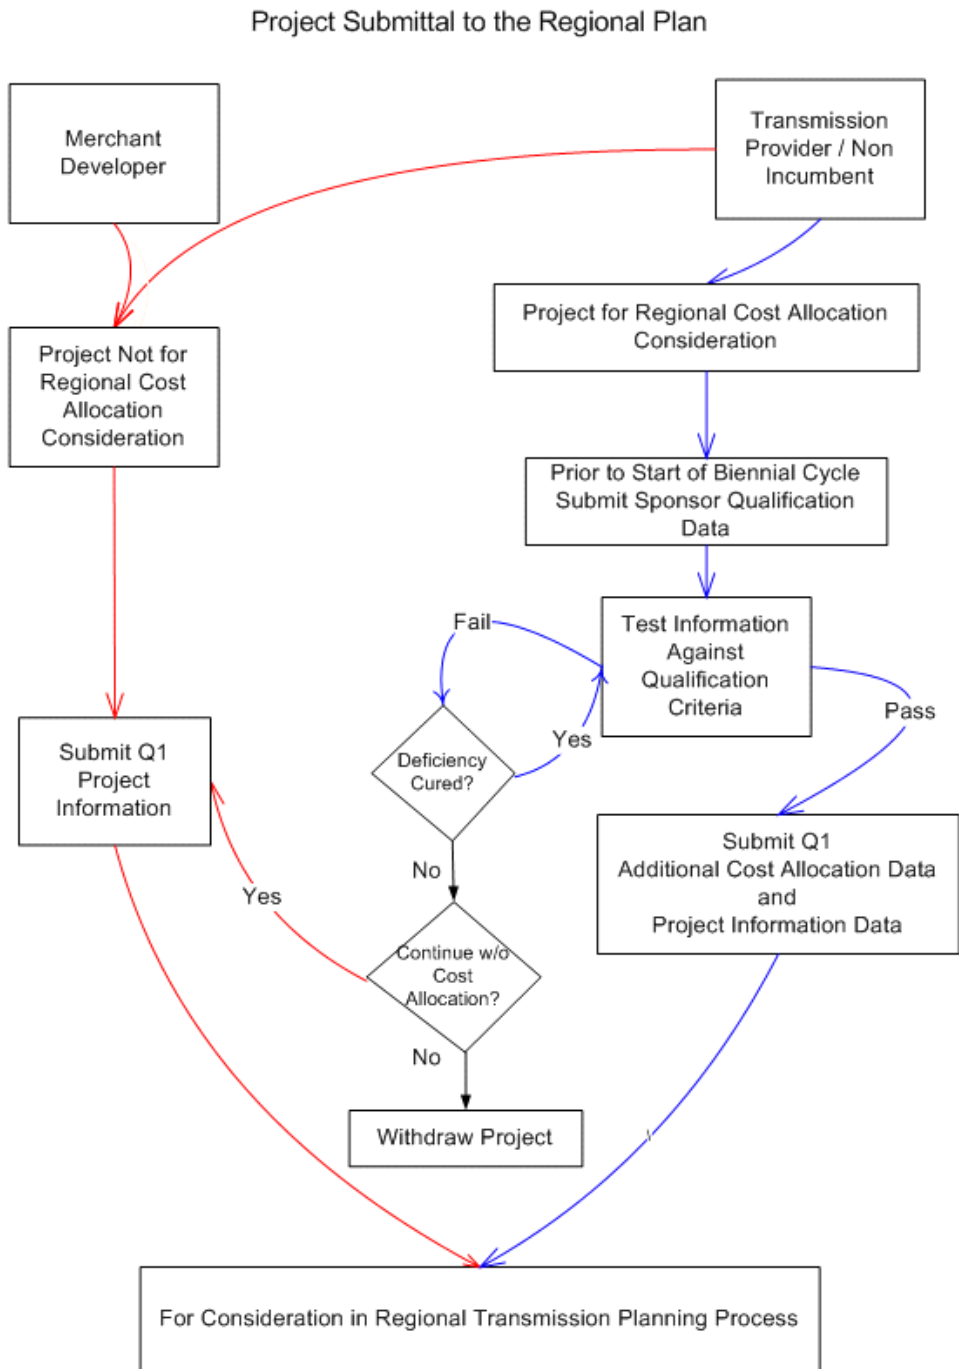 Project Submittal to the Regional Plan
Merchant
Developer
Transmission
Provider / Non
Incumbent
Project for Regional Cost Allocation
Consideration
Project Not for
Regional Cost
Allocation
Consideration
Prior to Start of Biennial Cycle
Submit Sponsor Qualification
Data
Fail
Test Information
Against
Qualification
Criteria
Pass
Yes
Deficiency
Cured?
Submit Q1
Project
Information
Submit Q1
Additional Cost Allocation Data
and
Project Information Data
No
Yes
Continue w/o
Cost
Allocation?
No
Withdraw Project
For Consideration in Regional Transmission Planning Process